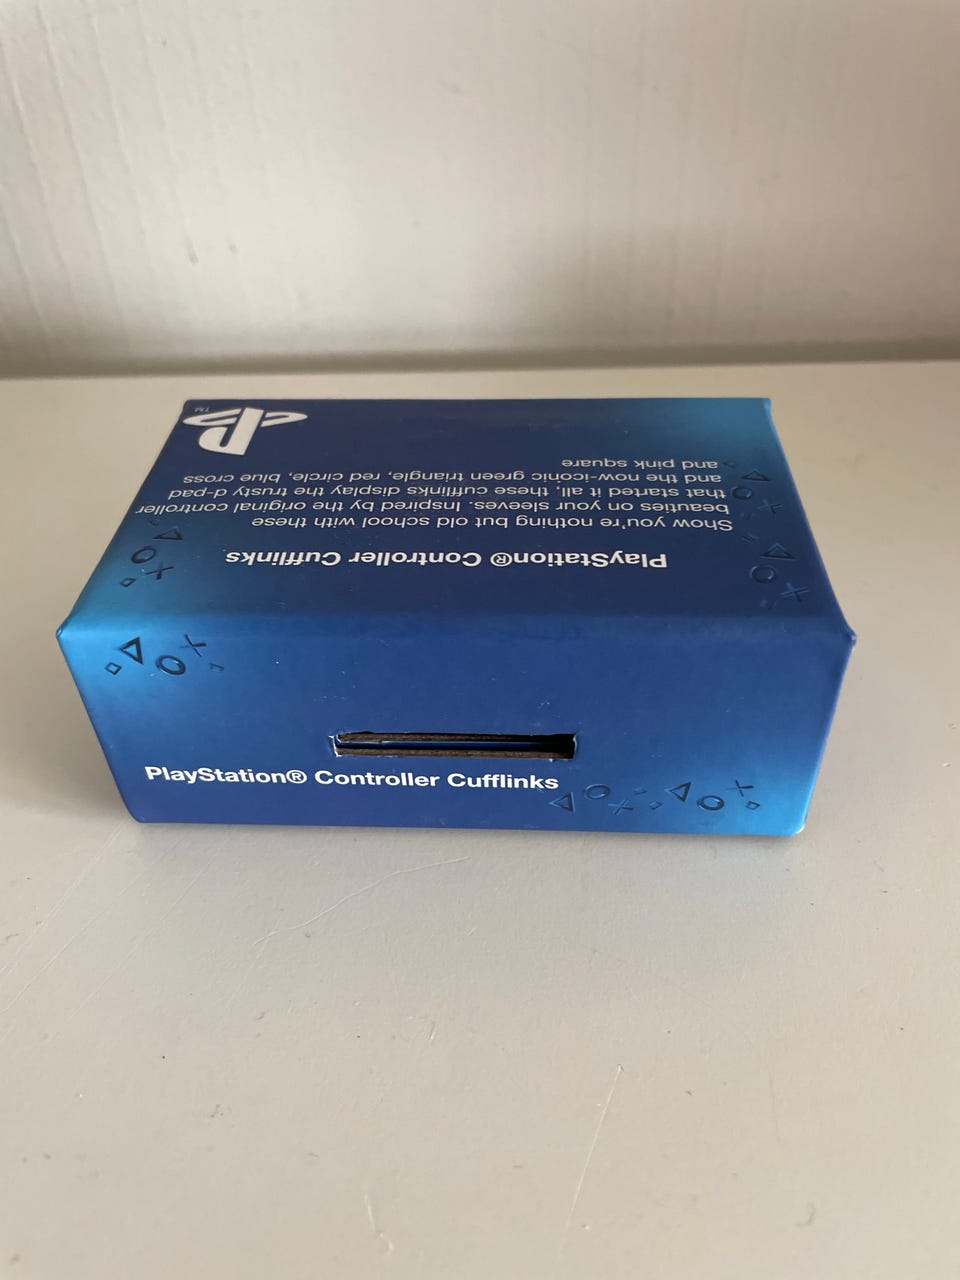 PlayStation® Controller Cufflinks
Show you're nothing but old school with these
beauties on your sleeves. Inspired by the original controller
that started it all, these cufflinks display the trusty d-pad
and the now-iconic green triangle, red circle, blue cross
and pink square
TM
PlayStation® Controller Cufflinks